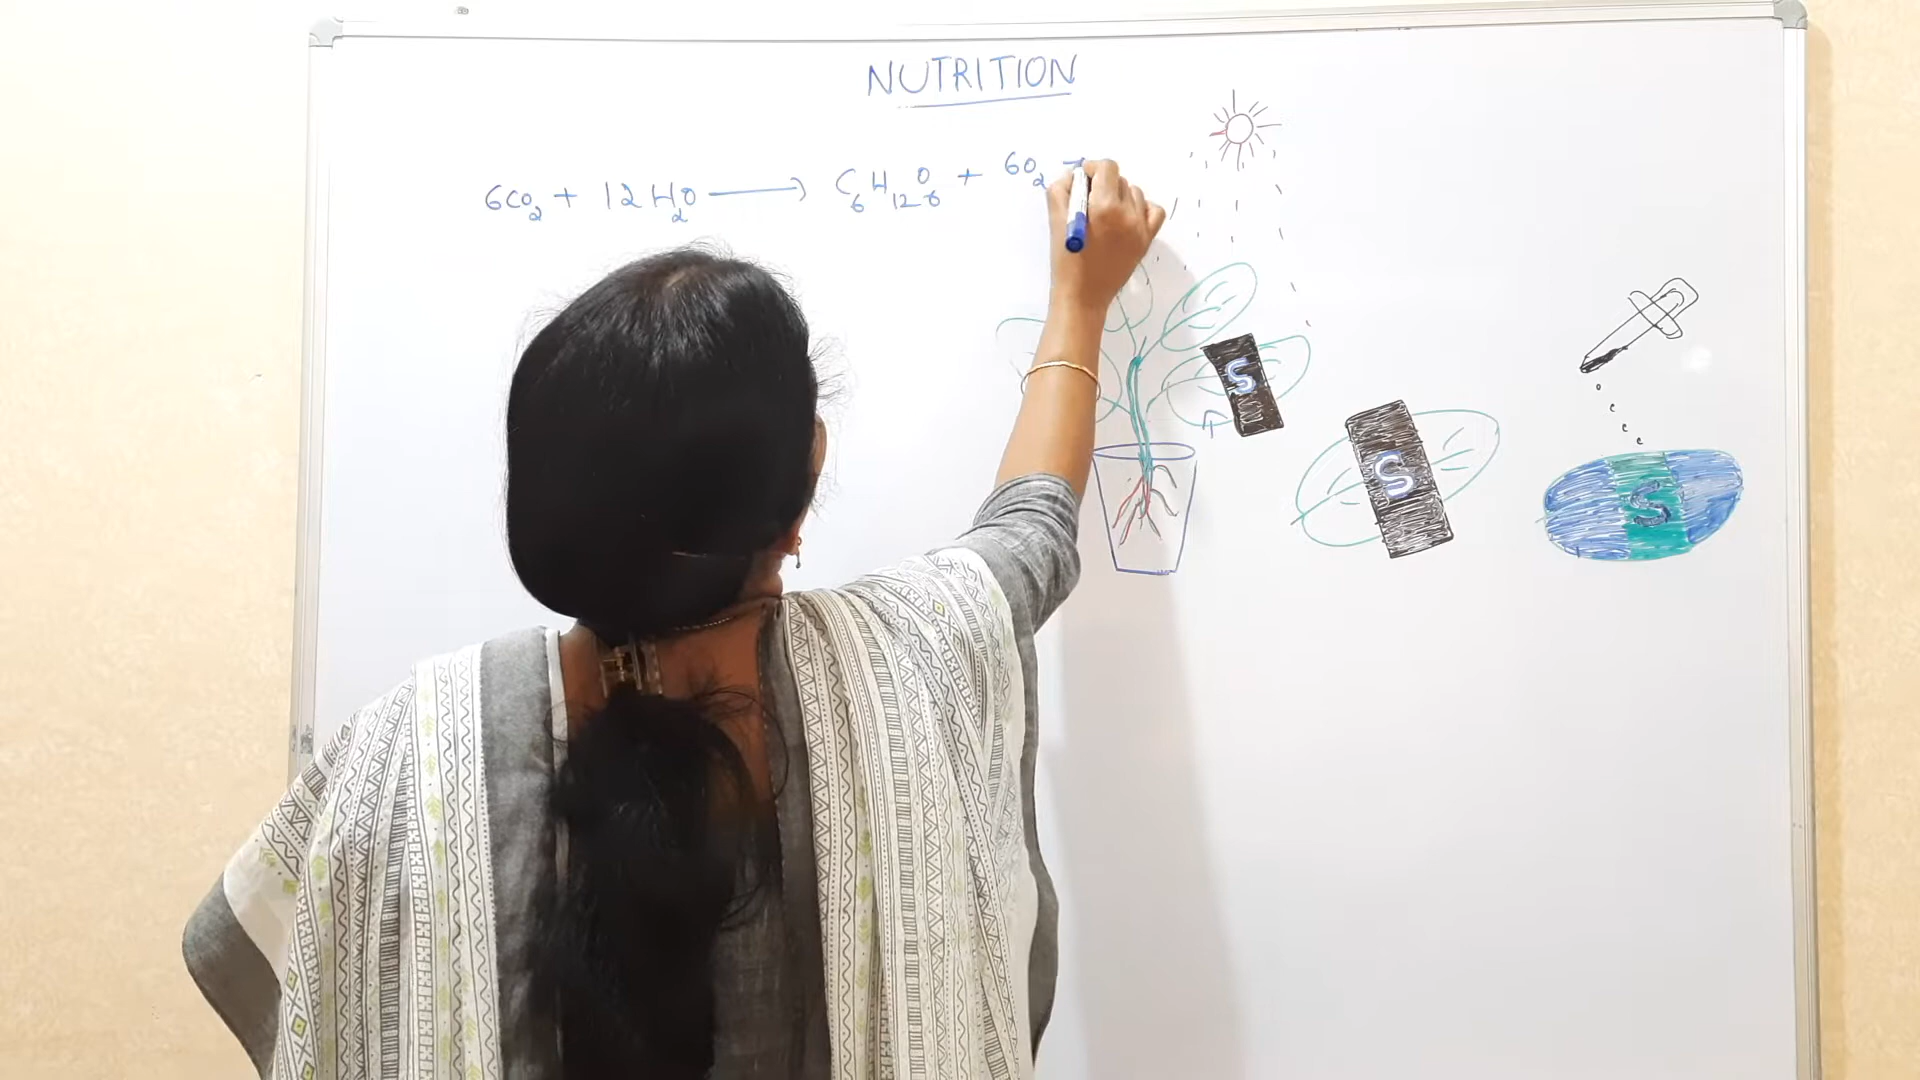 NUTRITION
6CO₂ + 12H₂O ⟶ C₆H₁₂O₆ + 6O₂ +
S
S
S